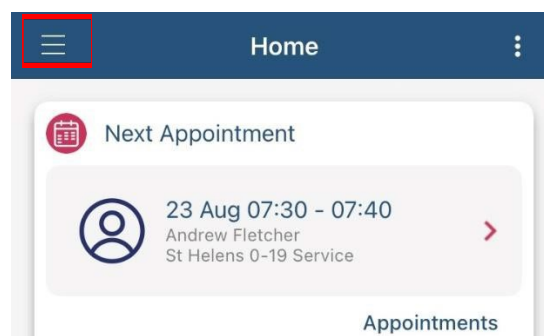 Home
Next Appointment
23 Aug 07:30 - 07:40
Andrew Fletcher
St Helens 0-19 Service
Appointments